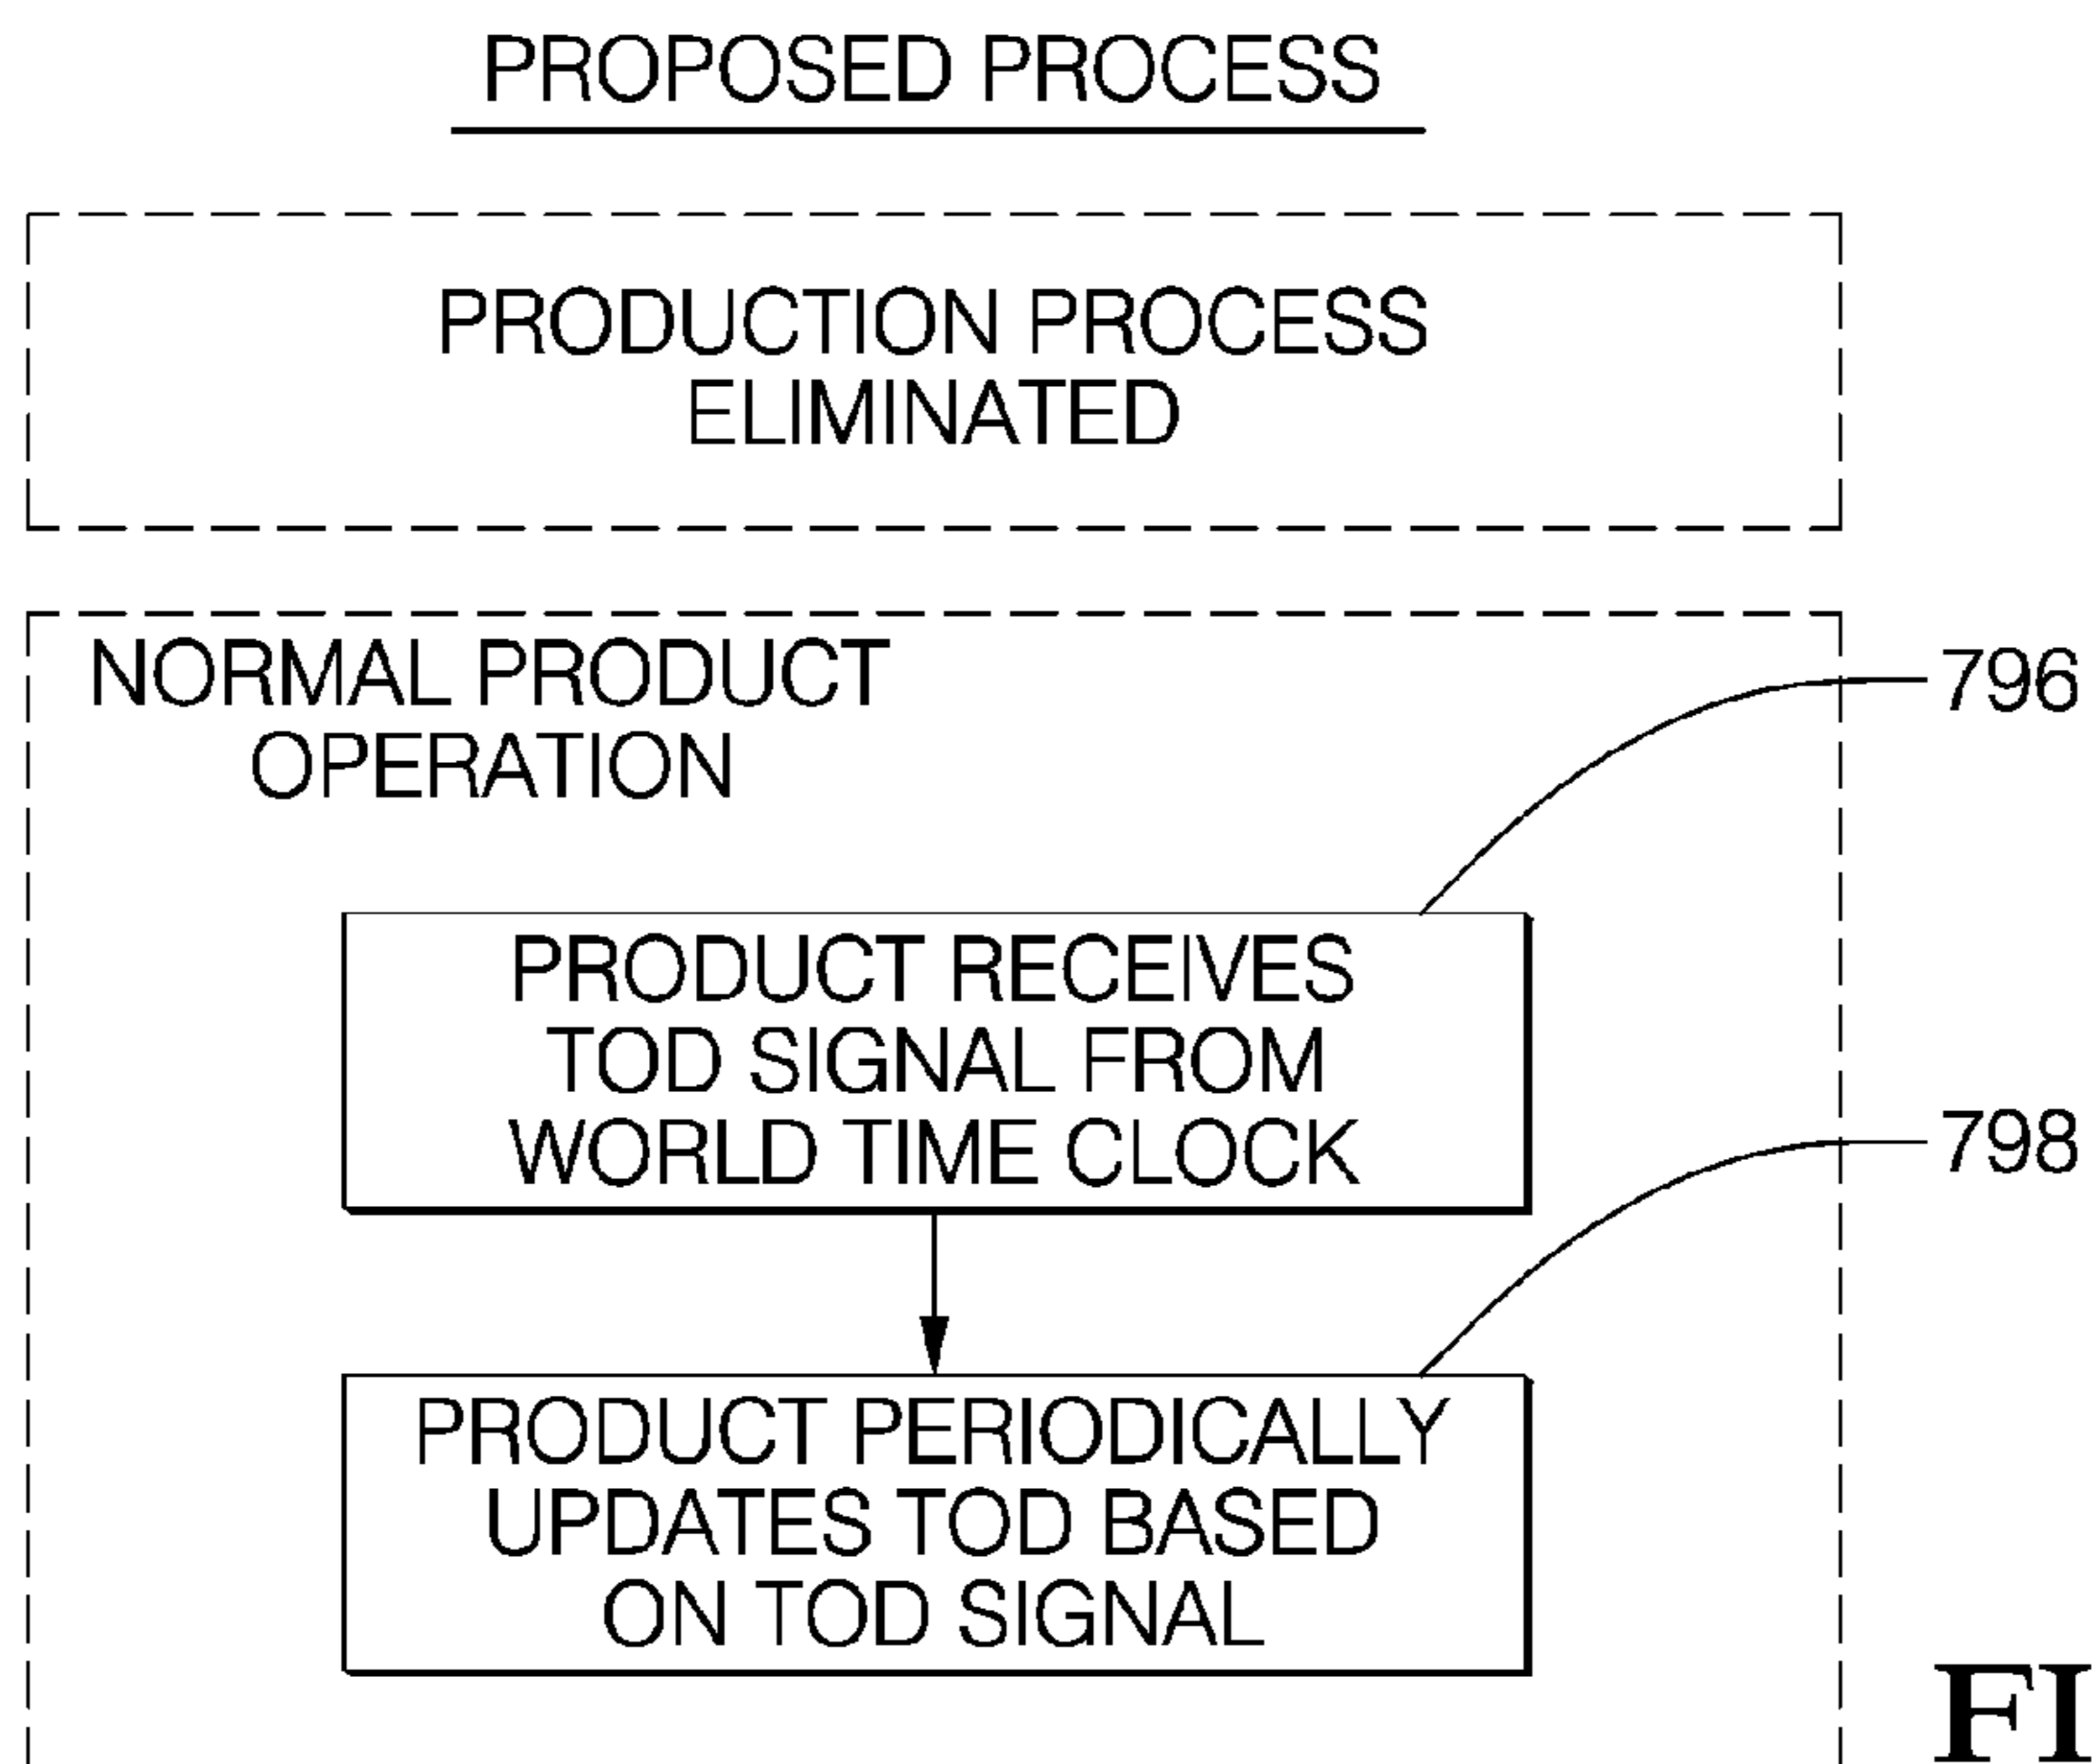 PROPOSED PROCESS
PRODUCTION PROCESS
ELIMINATED
NORMAL PRODUCT
OPERATION
796
PRODUCT RECEIVES
TOD SIGNAL FROM
WORLD TIME CLOCK
798
PRODUCT PERIODICALLY
UPDATES TOD BASED
ON TOD SIGNAL
FI